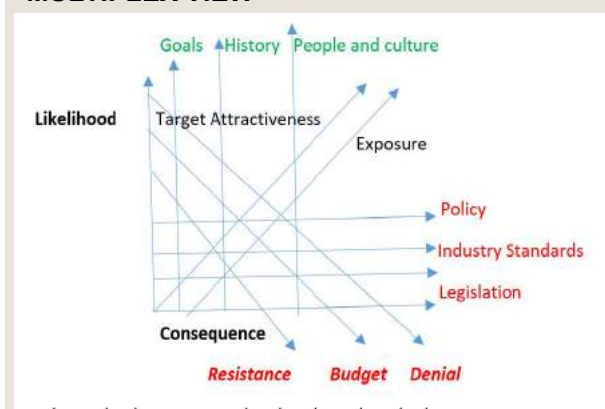 Goals History People and culture
Likelihood Target Attractiveness
Exposure
Policy
Industry Standards
Legislation
Consequence
Resistance Budget Denial